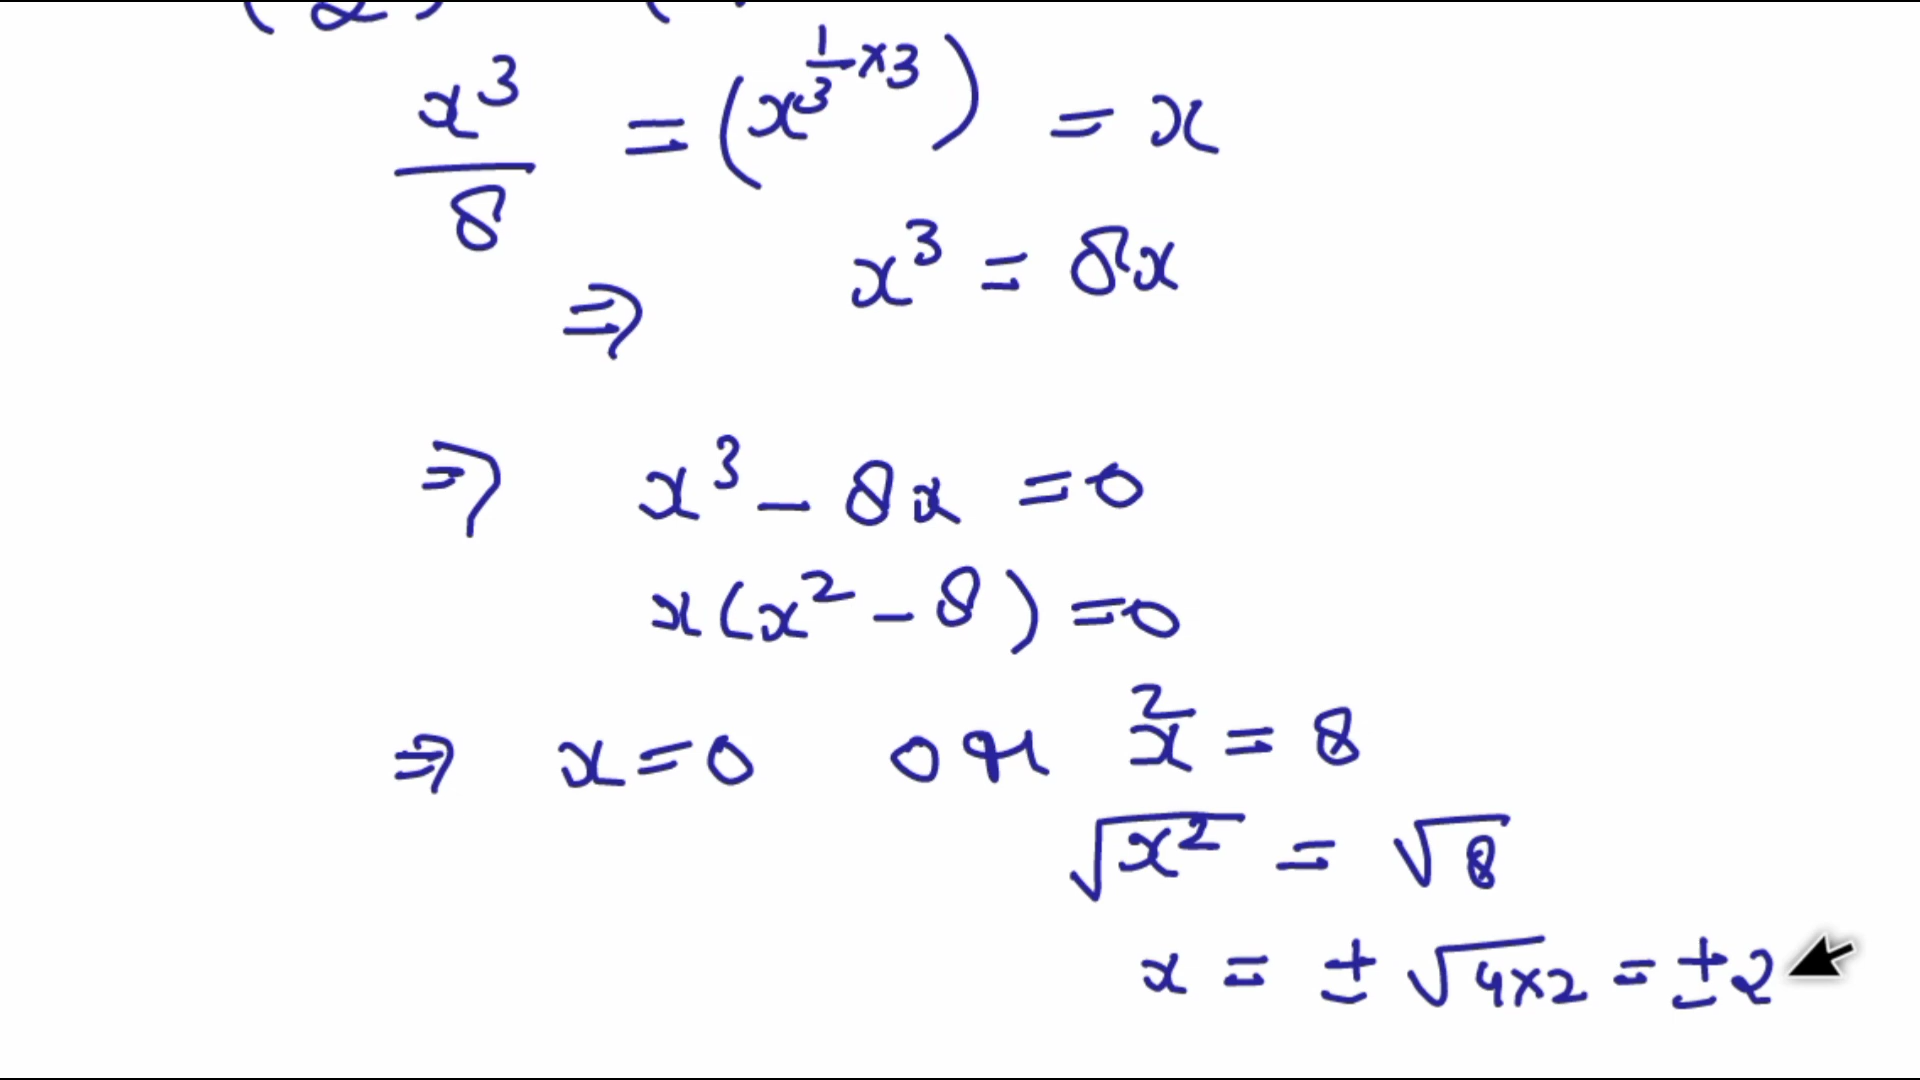 x³/8 = (x^(1/3 × 3)) = x
⇒ x³ = 8x
⇒ x³ - 8x = 0
x(x² - 8) = 0
⇒ x = 0 or x² = 8
√x² = √8
x = ± √4×2 = ± 2